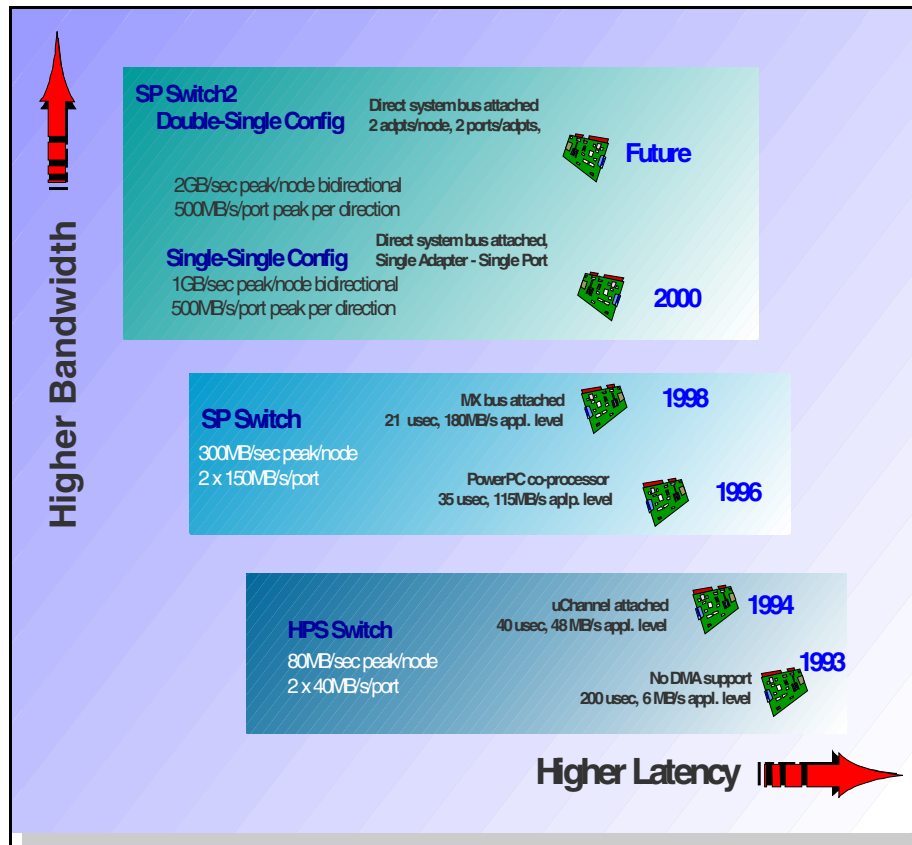 SP Switch2
Double-Single Config
Direct system bus attached
2 adpts/node, 2 ports/adpts,
Future
2GB/sec peak/node bidirectional
500MB/s/port peak per direction
Single-Single Config
Direct system bus attached,
Single Adapter - Single Port
1GB/sec peak/node bidirectional
500MB/s/port peak per direction
2000
Higher Bandwidth
SP Switch
MX bus attached
21 usec, 180MB/s appl. level
1998
300MB/sec peak/node
2 x 150MB/s/port
PowerPC co-processor
35 usec, 115MB/s aplp. level
1996
HPS Switch
uChannel attached
40 usec, 48 MB/s appl. level
1994
80MB/sec peak/node
2 x 40MB/s/port
No DMA support
200 usec, 6 MB/s appl. level
1993
Higher Latency